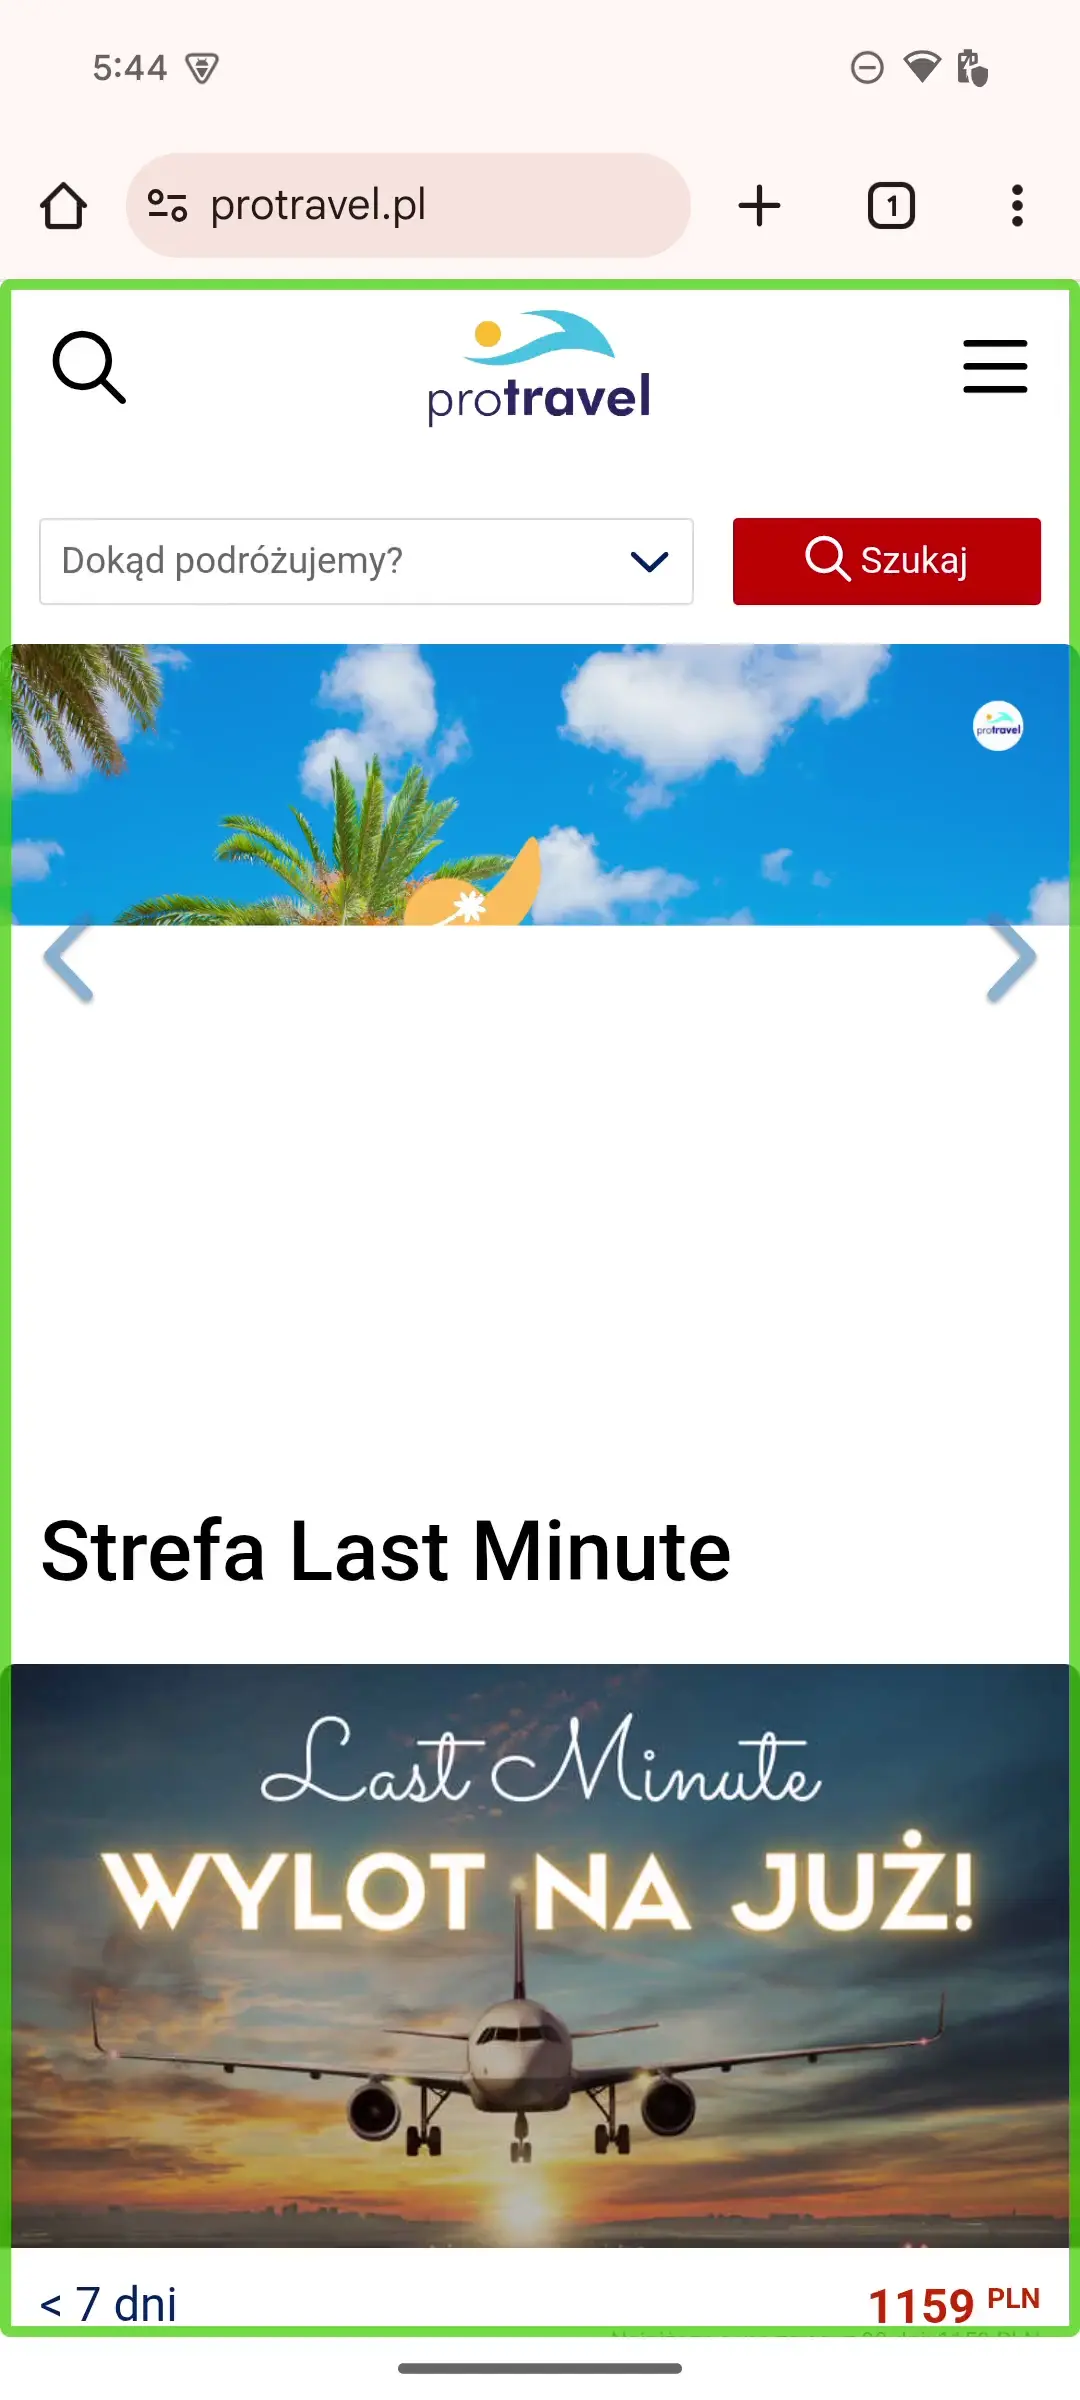 5:44
protravel.pl
1
protravel
Dokąd podróżujemy?
Szukaj
protravel
Strefa Last Minute
Last Minute
WYLOT NA JUŻ!
< 7 dni
1159 PLN